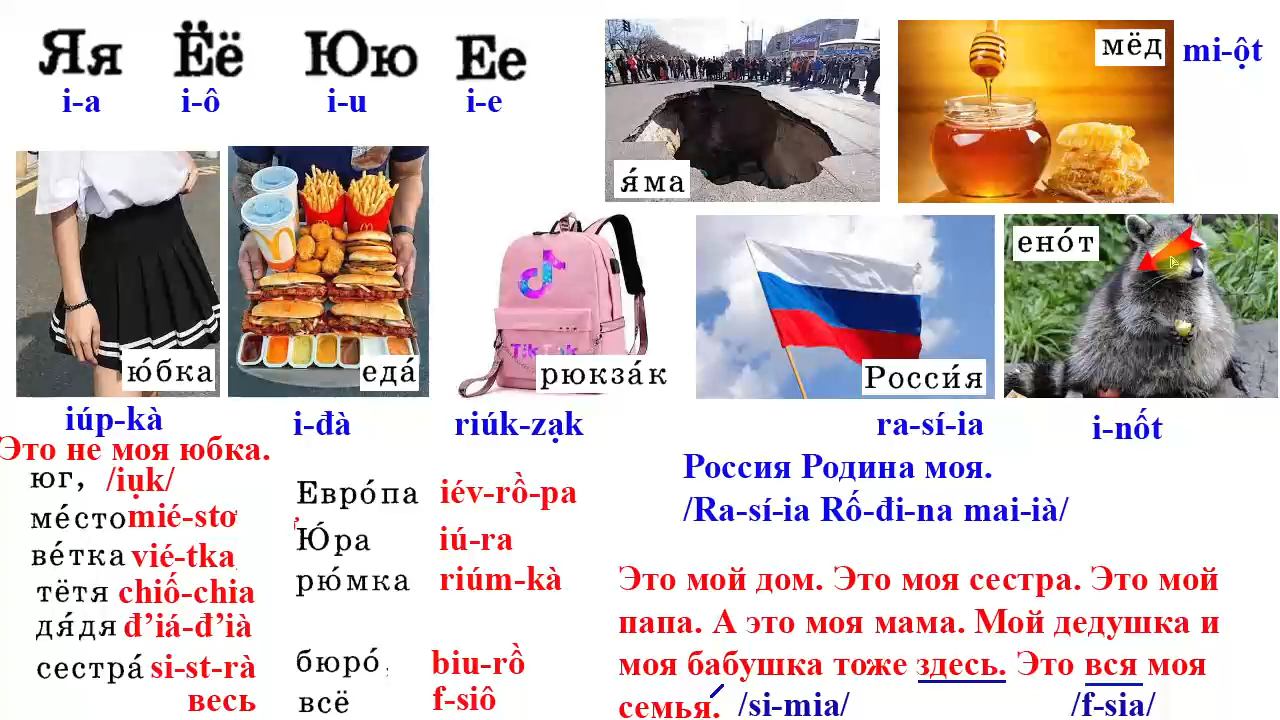 Яя Ёё Юю Ее
i-a i-ô i-u i-e
я́ма
мёд mi-ột
ю́бка
еда́
рюкза́к
Росси́я
ено́т
TikTok
iúp-kà i-đà riúk-zạk ra-sí-ia i-nốt
Это не моя юбка.
юг, /iụk/
ме́сто mié-stơ
ве́тка vié-tka
тётя chiố-chia
дя́дя đ’iá-đ’ià
сестра́ si-st-rà
весь
Евро́па iév-rồ-pa
Ю́ра iú-ra
рю́мка riúm-kà
бюро́, biu-rồ
всё f-siô
Россия Родина моя.
/Ra-sí-ia Rố-đi-na mai-ià/
Это мой дом. Это моя сестра. Это мой
папа. А это моя мама. Мой дедушка и
моя бабушка тоже здесь. Это вся моя
семья. /si-mia/ /f-sia/